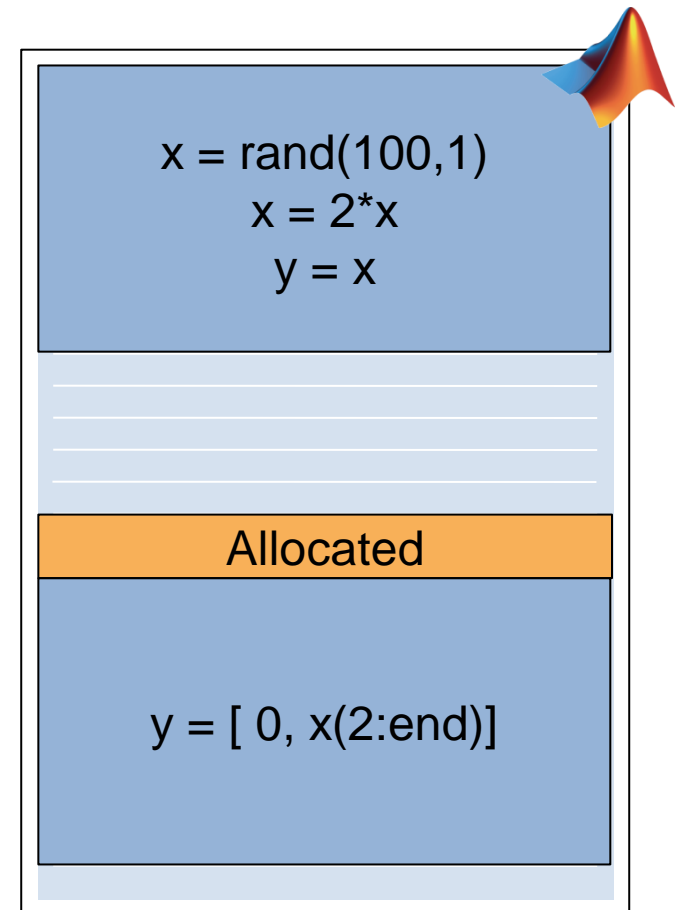 x = rand(100,1)
x = 2*x
y = x
Allocated
y = [ 0, x(2:end)]